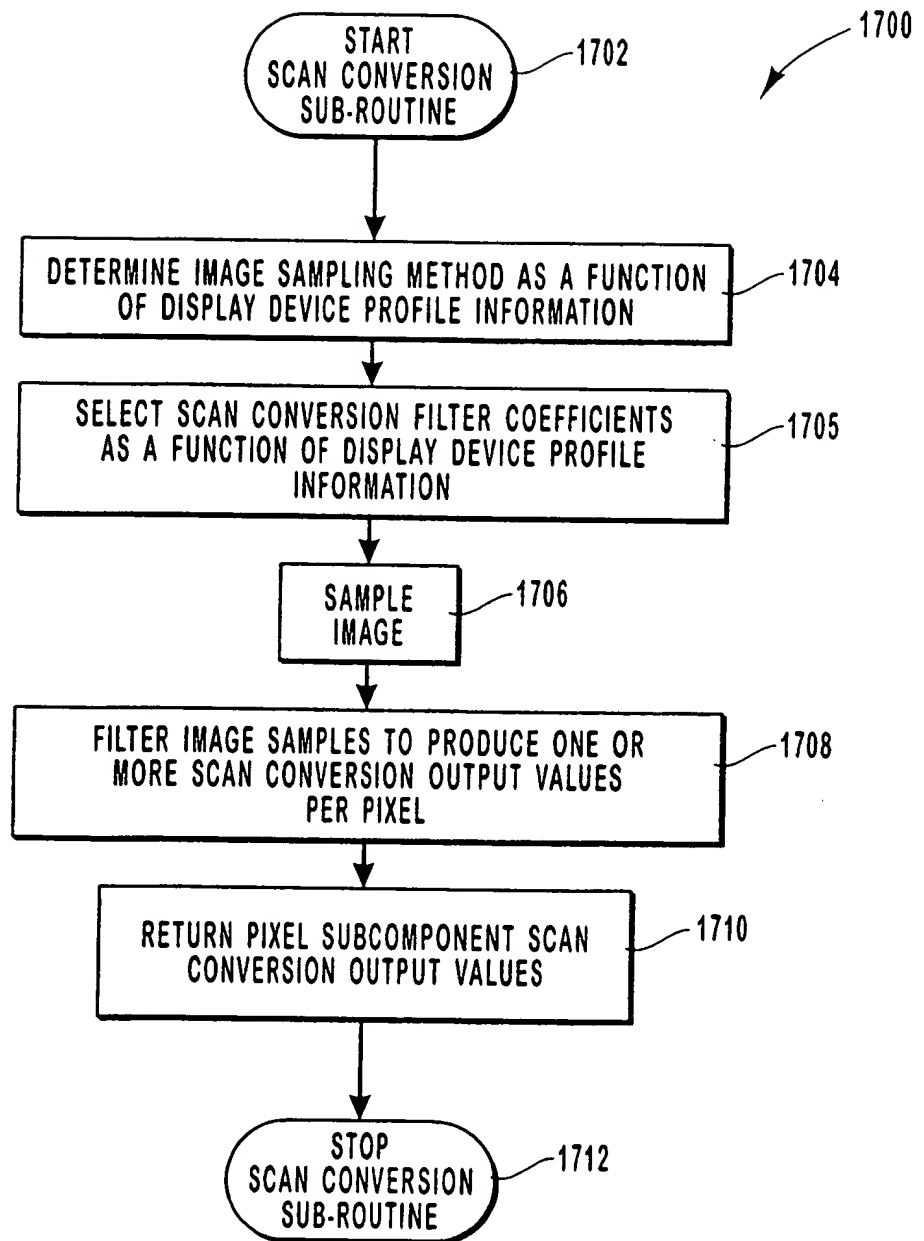 1700
START
SCAN CONVERSION
SUB-ROUTINE
1702
DETERMINE IMAGE SAMPLING METHOD AS A FUNCTION
OF DISPLAY DEVICE PROFILE INFORMATION
1704
SELECT SCAN CONVERSION FILTER COEFFICIENTS
AS A FUNCTION OF DISPLAY DEVICE PROFILE
INFORMATION
1705
SAMPLE
IMAGE
1706
FILTER IMAGE SAMPLES TO PRODUCE ONE OR
MORE SCAN CONVERSION OUTPUT VALUES
PER PIXEL
1708
RETURN PIXEL SUBCOMPONENT SCAN
CONVERSION OUTPUT VALUES
1710
STOP
SCAN CONVERSION
SUB-ROUTINE
1712